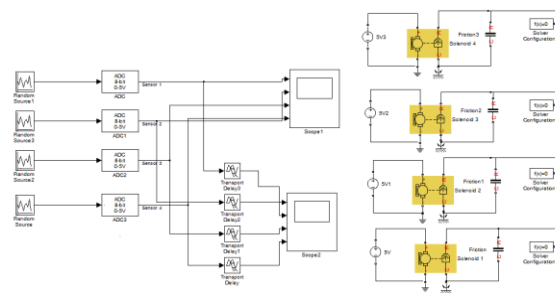 Random
Source1
ADC
8-bit
0-5V
ADC
Sensor 1
Random
Source3
ADC
8-bit
0-5V
ADC1
Sensor 2
Random
Source2
ADC
8-bit
0-5V
ADC2
Sensor 3
Random
Source
ADC
8-bit
0-5V
ADC3
Sensor 4
Scope1
Transport
Delay3
Transport
Delay2
Transport
Delay1
Transport
Delay
Scope2
5V3
Friction3
Solenoid 4
f(x)=0
Solver
Configuration
5V2
Friction2
Solenoid 3
f(x)=0
Solver
Configuration
5V1
Friction1
Solenoid 2
f(x)=0
Solver
Configuration
5V
Friction
Solenoid 1
f(x)=0
Solver
Configuration